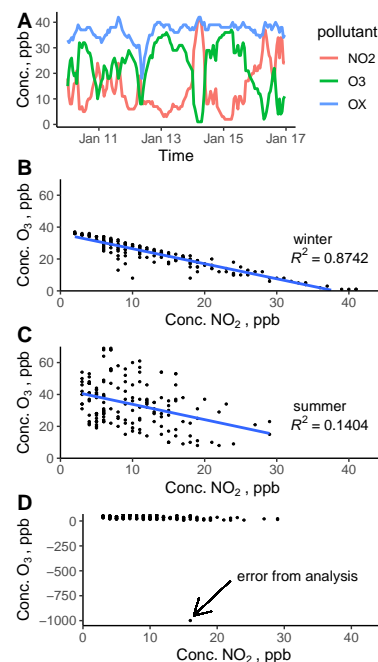 A
40
30
20
10
0
Conc., ppb
Jan 11
Jan 13
Jan 15
Jan 17
Time
pollutant
NO2
O3
OX
B
60
40
20
0
Conc. O₃ , ppb
winter
R² = 0.8742
0
10
20
30
40
Conc. NO₂ , ppb
C
60
40
20
0
Conc. O₃ , ppb
summer
R² = 0.1404
0
10
20
30
40
Conc. NO₂ , ppb
D
0
−250
−500
−750
−1000
Conc. O₃ , ppb
error from analysis
0
10
20
30
40
Conc. NO₂ , ppb